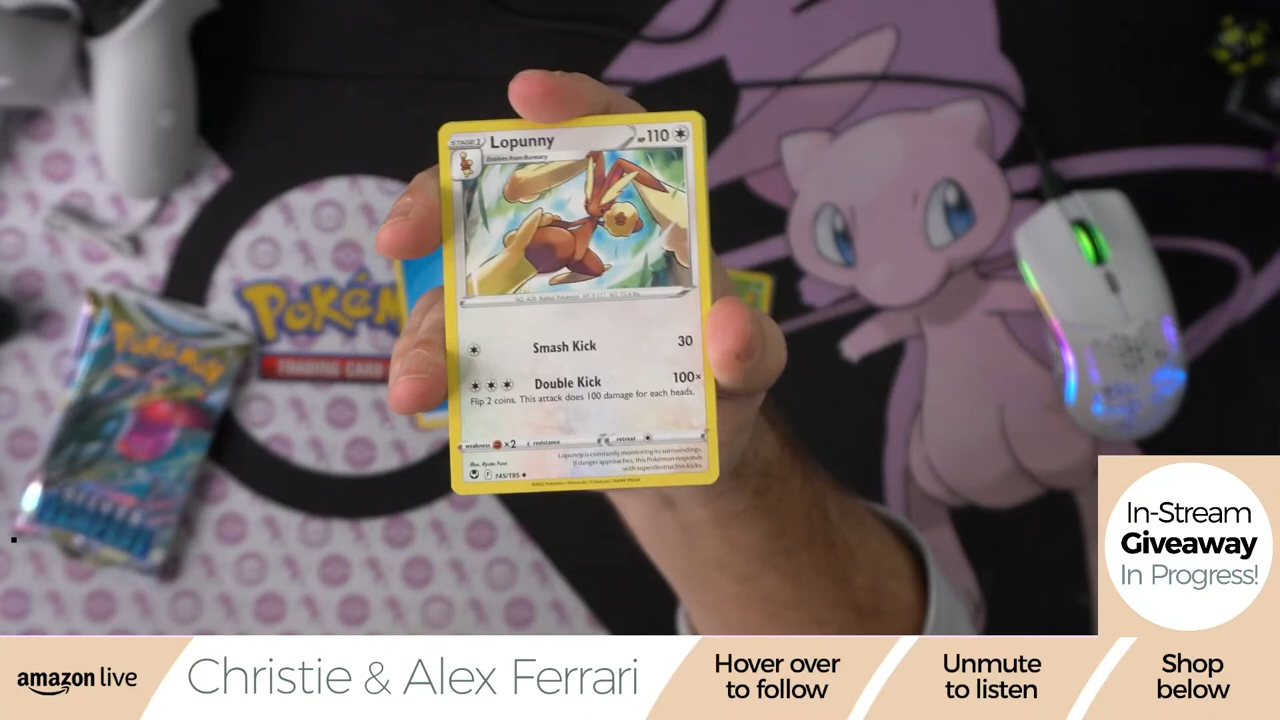 STAGE 1
Lopunny
HP 110
Evolves from Buneary
Smash Kick 30
Double Kick 100×
Flip 2 coins. This attack does 100 damage for each heads.
weakness ×2 resistance retreat
Lopunny is constantly monitoring its surroundings.
If danger approaches, this Pokémon responds
with superdestructive kicks.
Illus. Ryuta Fuse
F 145/195
POKÉM
TRADING CARD
POKÉMON
In-Stream
Giveaway
In Progress!
amazon live
Christie & Alex Ferrari
Hover over
to follow
Unmute
to listen
Shop
below